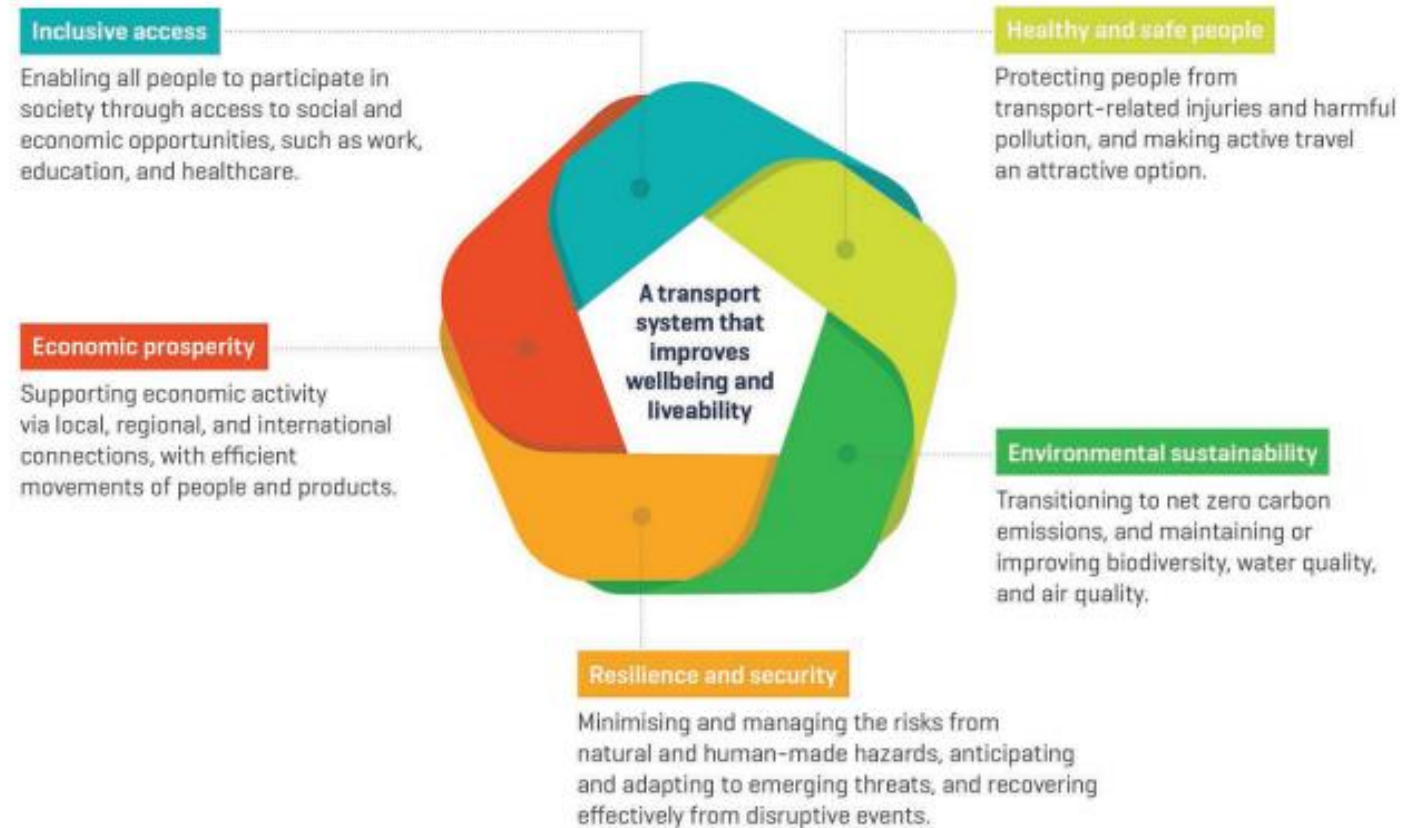 Inclusive access
Enabling all people to participate in
society through access to social and
economic opportunities, such as work,
education, and healthcare.
Healthy and safe people
Protecting people from
transport-related injuries and harmful
pollution, and making active travel
an attractive option.
A transport
system that
improves
wellbeing and
liveability
Economic prosperity
Supporting economic activity
via local, regional, and international
connections, with efficient
movements of people and products.
Environmental sustainability
Transitioning to net zero carbon
emissions, and maintaining or
improving biodiversity, water quality,
and air quality.
Resilience and security
Minimising and managing the risks from
natural and human-made hazards, anticipating
and adapting to emerging threats, and recovering
effectively from disruptive events.